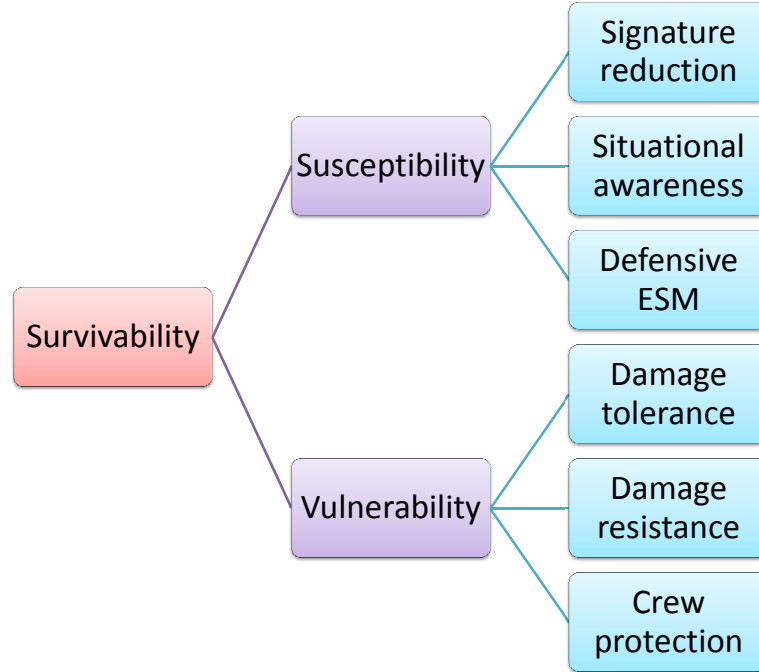 Survivability
Susceptibility
Signature
reduction
Situational
awareness
Defensive
ESM
Vulnerability
Damage
tolerance
Damage
resistance
Crew
protection